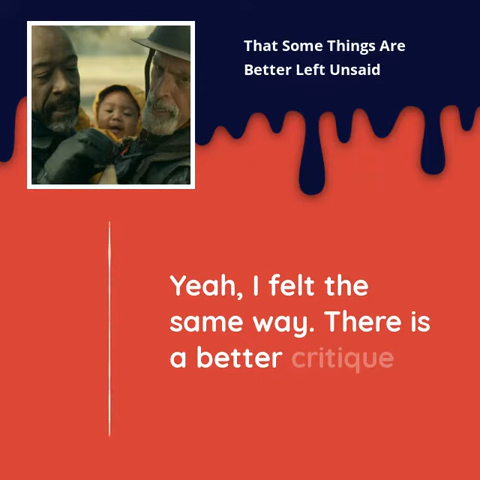 That Some Things Are
Better Left Unsaid
Yeah, I felt the
same way. There is
a better critique